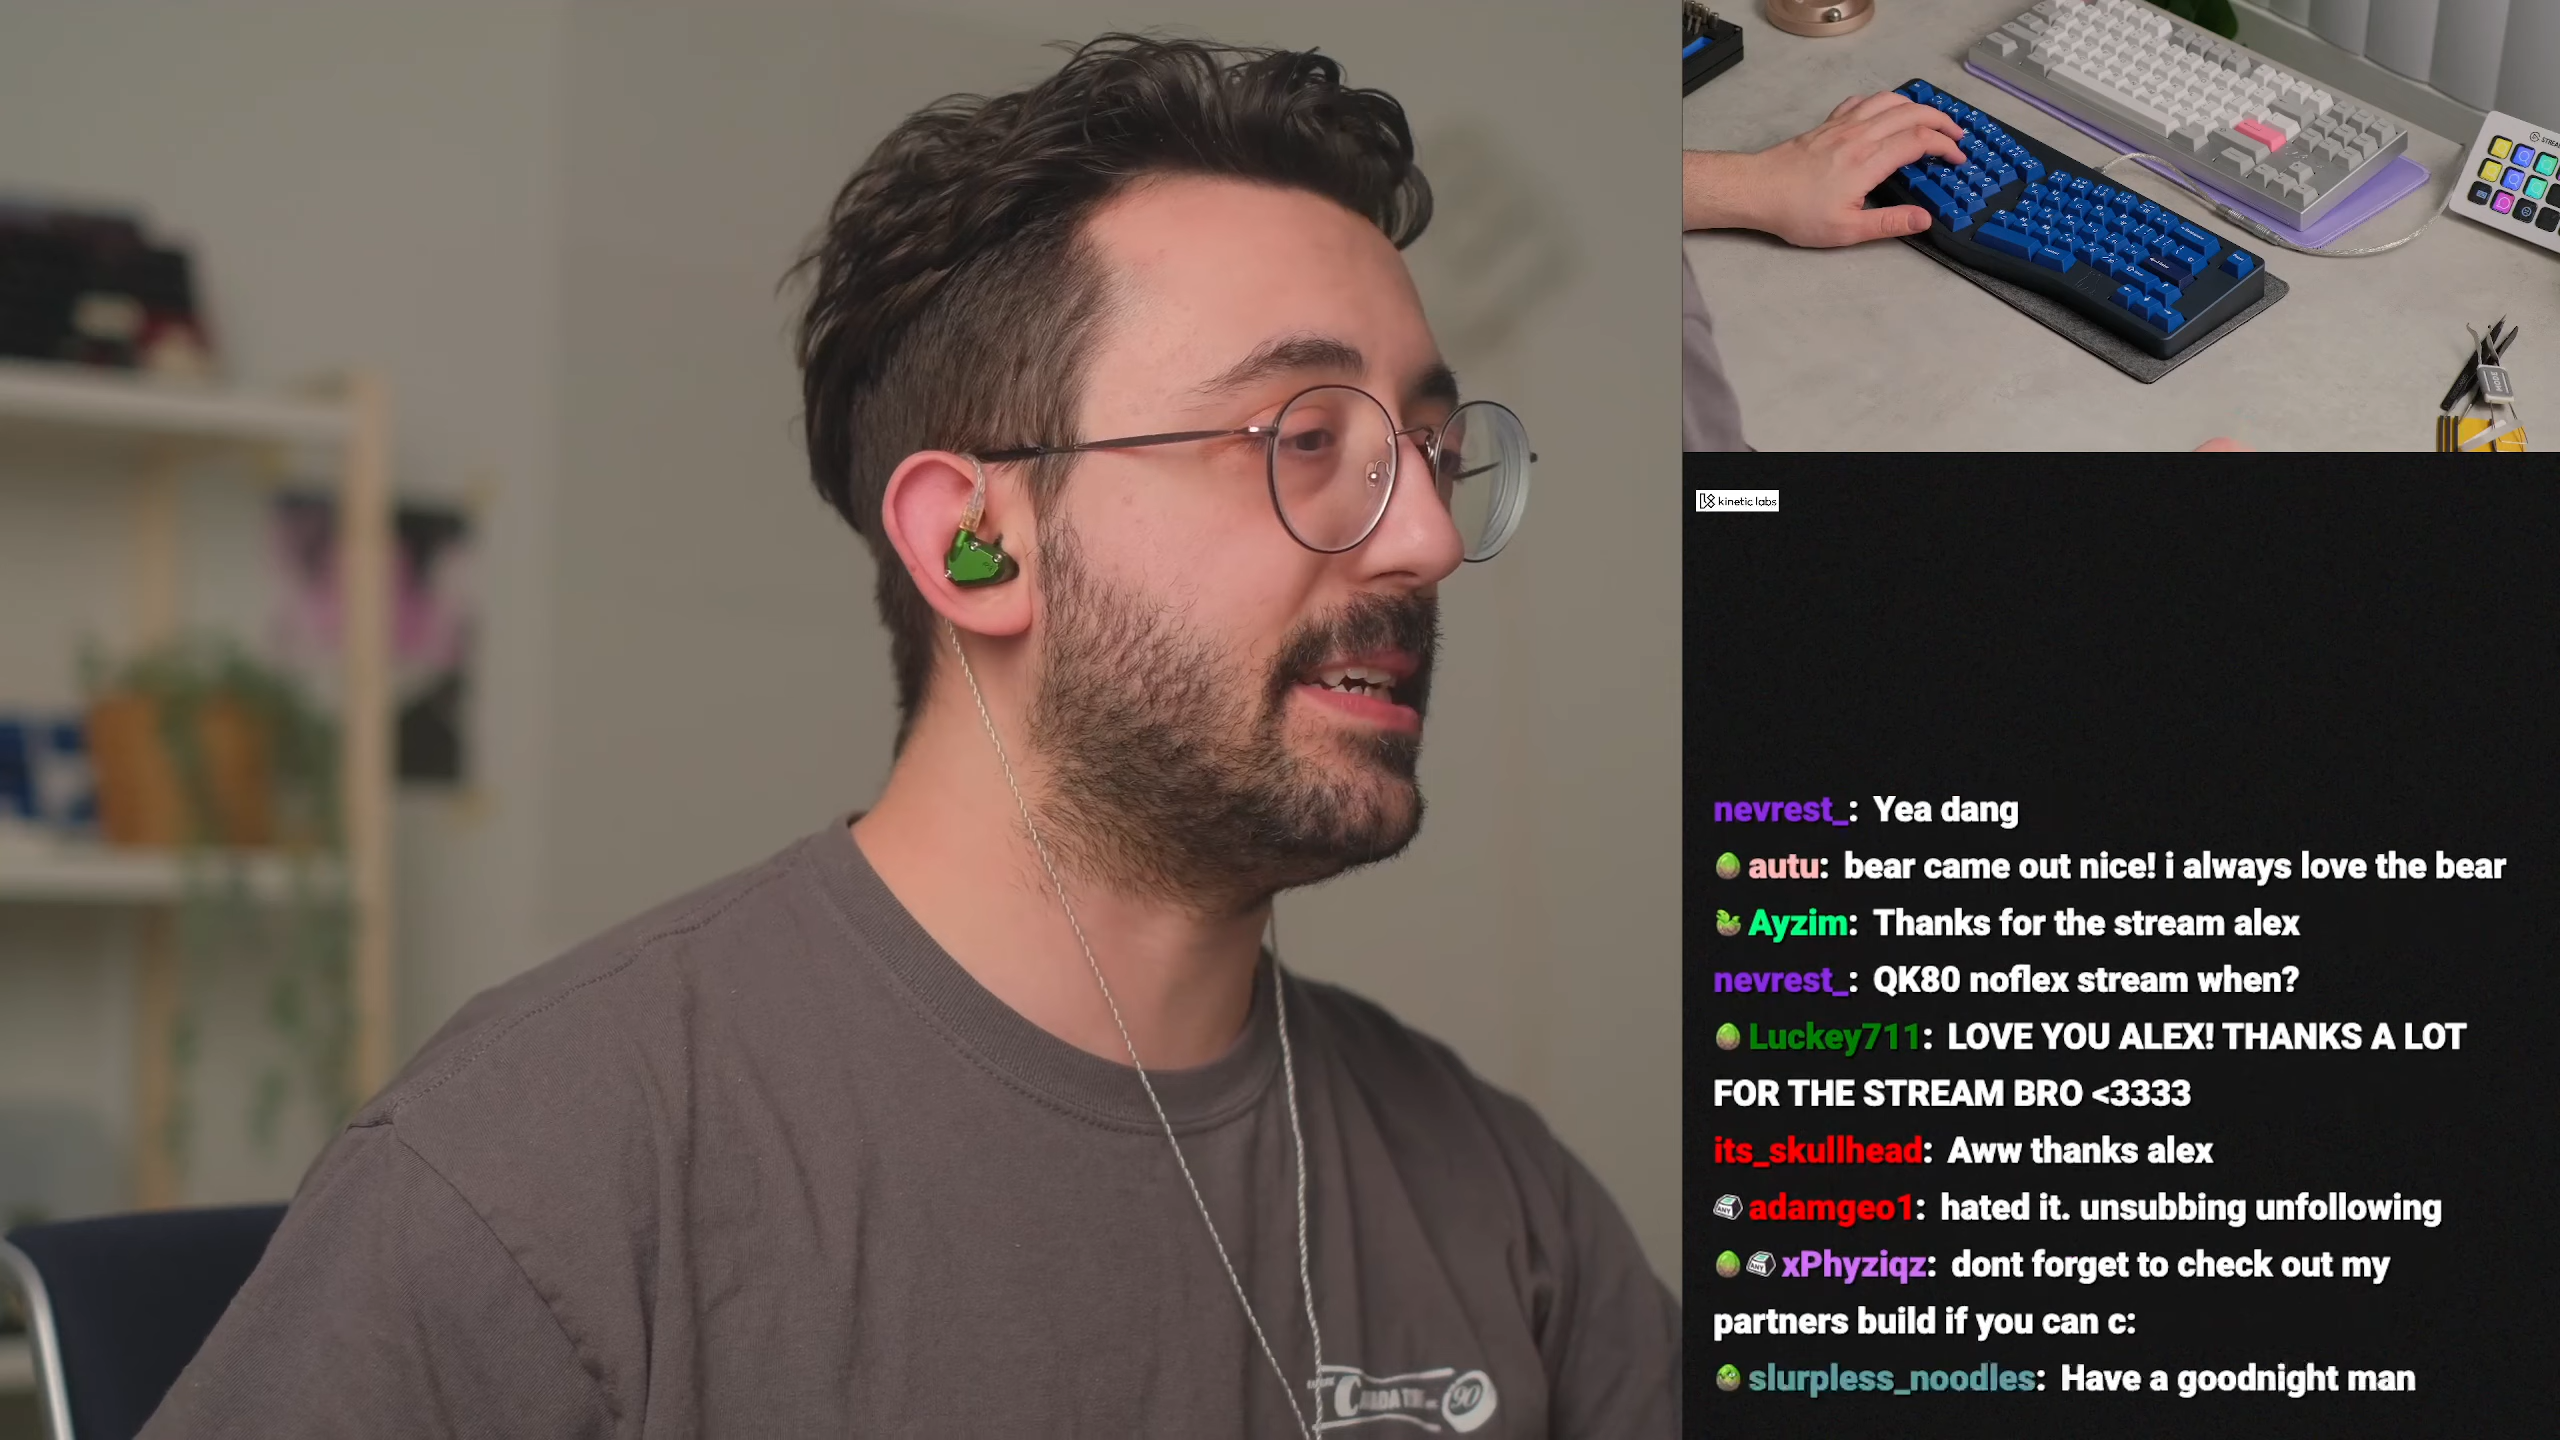 STREAM
MODE
kinetic labs
nevrest_: Yea dang
autu: bear came out nice! i always love the bear
Ayzim: Thanks for the stream alex
nevrest_: QK80 noflex stream when?
Luckey711: LOVE YOU ALEX! THANKS A LOT
FOR THE STREAM BRO <3333
its_skullhead: Aww thanks alex
adamgeo1: hated it. unsubbing unfollowing
xPhyziqz: dont forget to check out my
partners build if you can c:
slurpless_noodles: Have a goodnight man
90